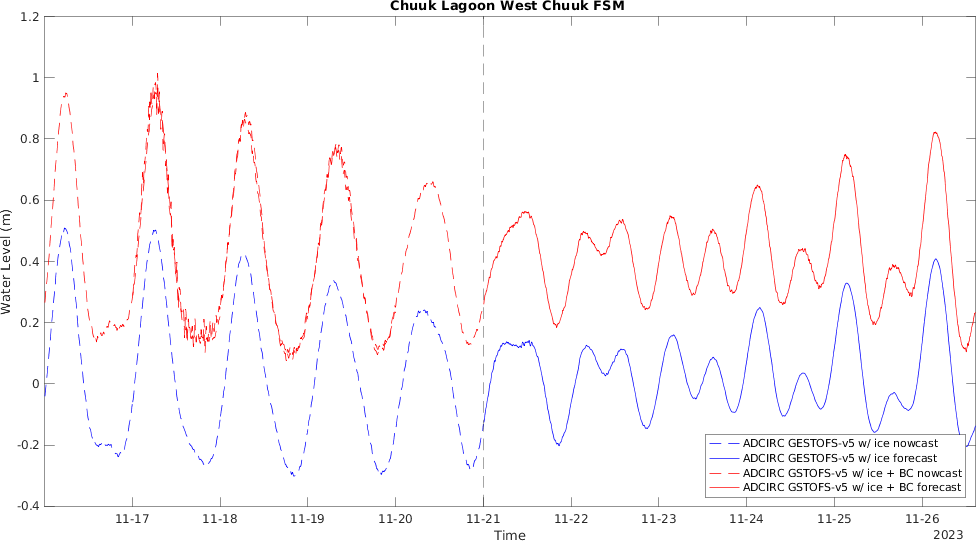 Chuuk Lagoon West Chuuk FSM
1.2
1
0.8
0.6
0.4
0.2
0
-0.2
-0.4
Water Level (m)
11-17 11-18 11-19 11-20 11-21 11-22 11-23 11-24 11-25 11-26
Time
2023
ADCIRC GESTOFS-v5 w/ ice nowcast
ADCIRC GESTOFS-v5 w/ ice forecast
ADCIRC GSTOFS-v5 w/ ice + BC nowcast
ADCIRC GSTOFS-v5 w/ ice + BC forecast